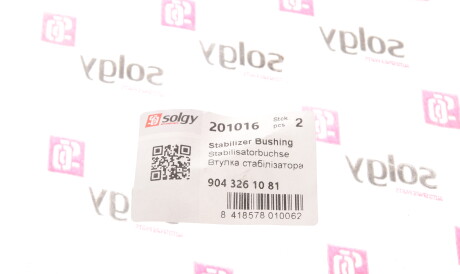 solgy
201016 Stck. pcs 2
Stabilizer Bushing
Stabilisatorbuchse
Втулка стабілізатора
904 326 10 81
8 418578 010062
solgy
solgy
solgy
solgy
solgy